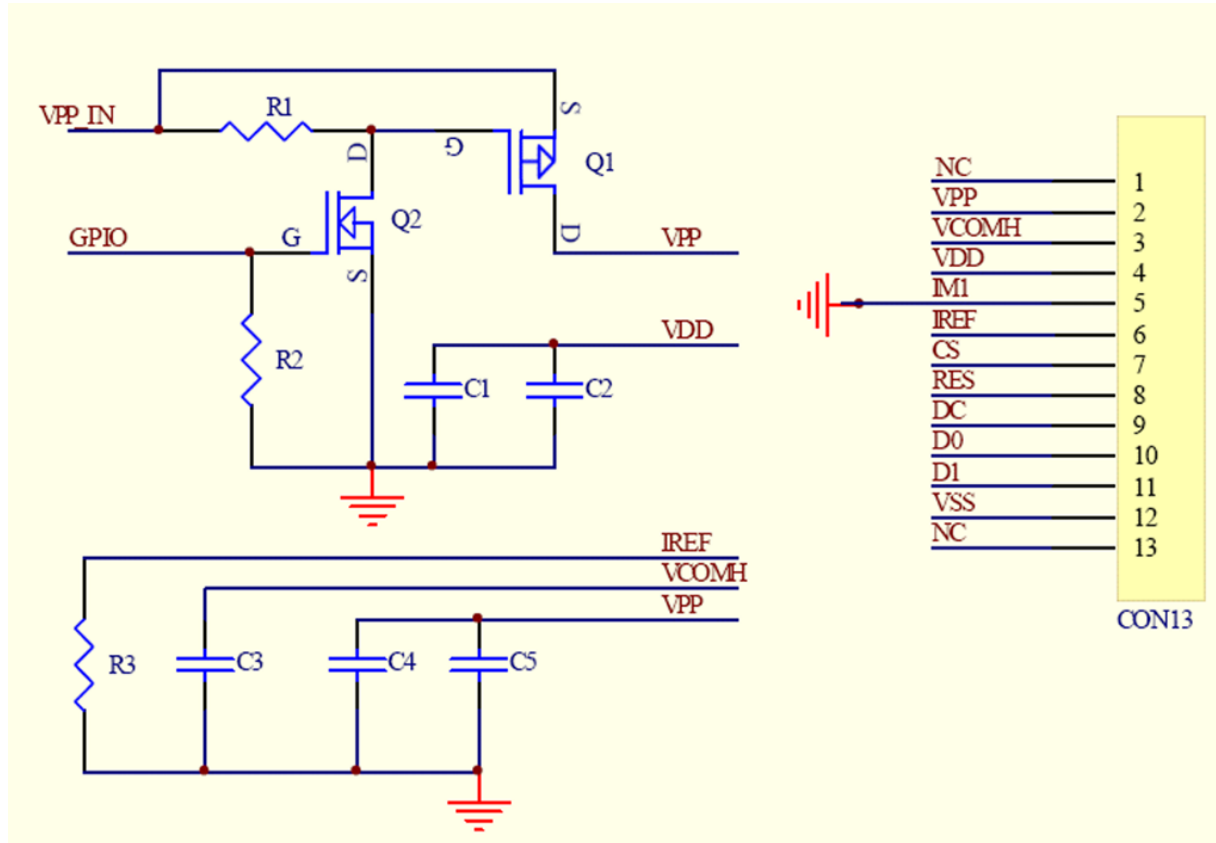 VPP_IN
R1
S
D
G
Q1
Q2
GPIO
G
S
D
VPP
R2
VDD
C1
C2
IREF
VCOMH
VPP
R3
C3
C4
C5
NC 1
VPP 2
VCOMH 3
VDD 4
IM1 5
IREF 6
CS 7
RES 8
DC 9
D0 10
D1 11
VSS 12
NC 13
CON13